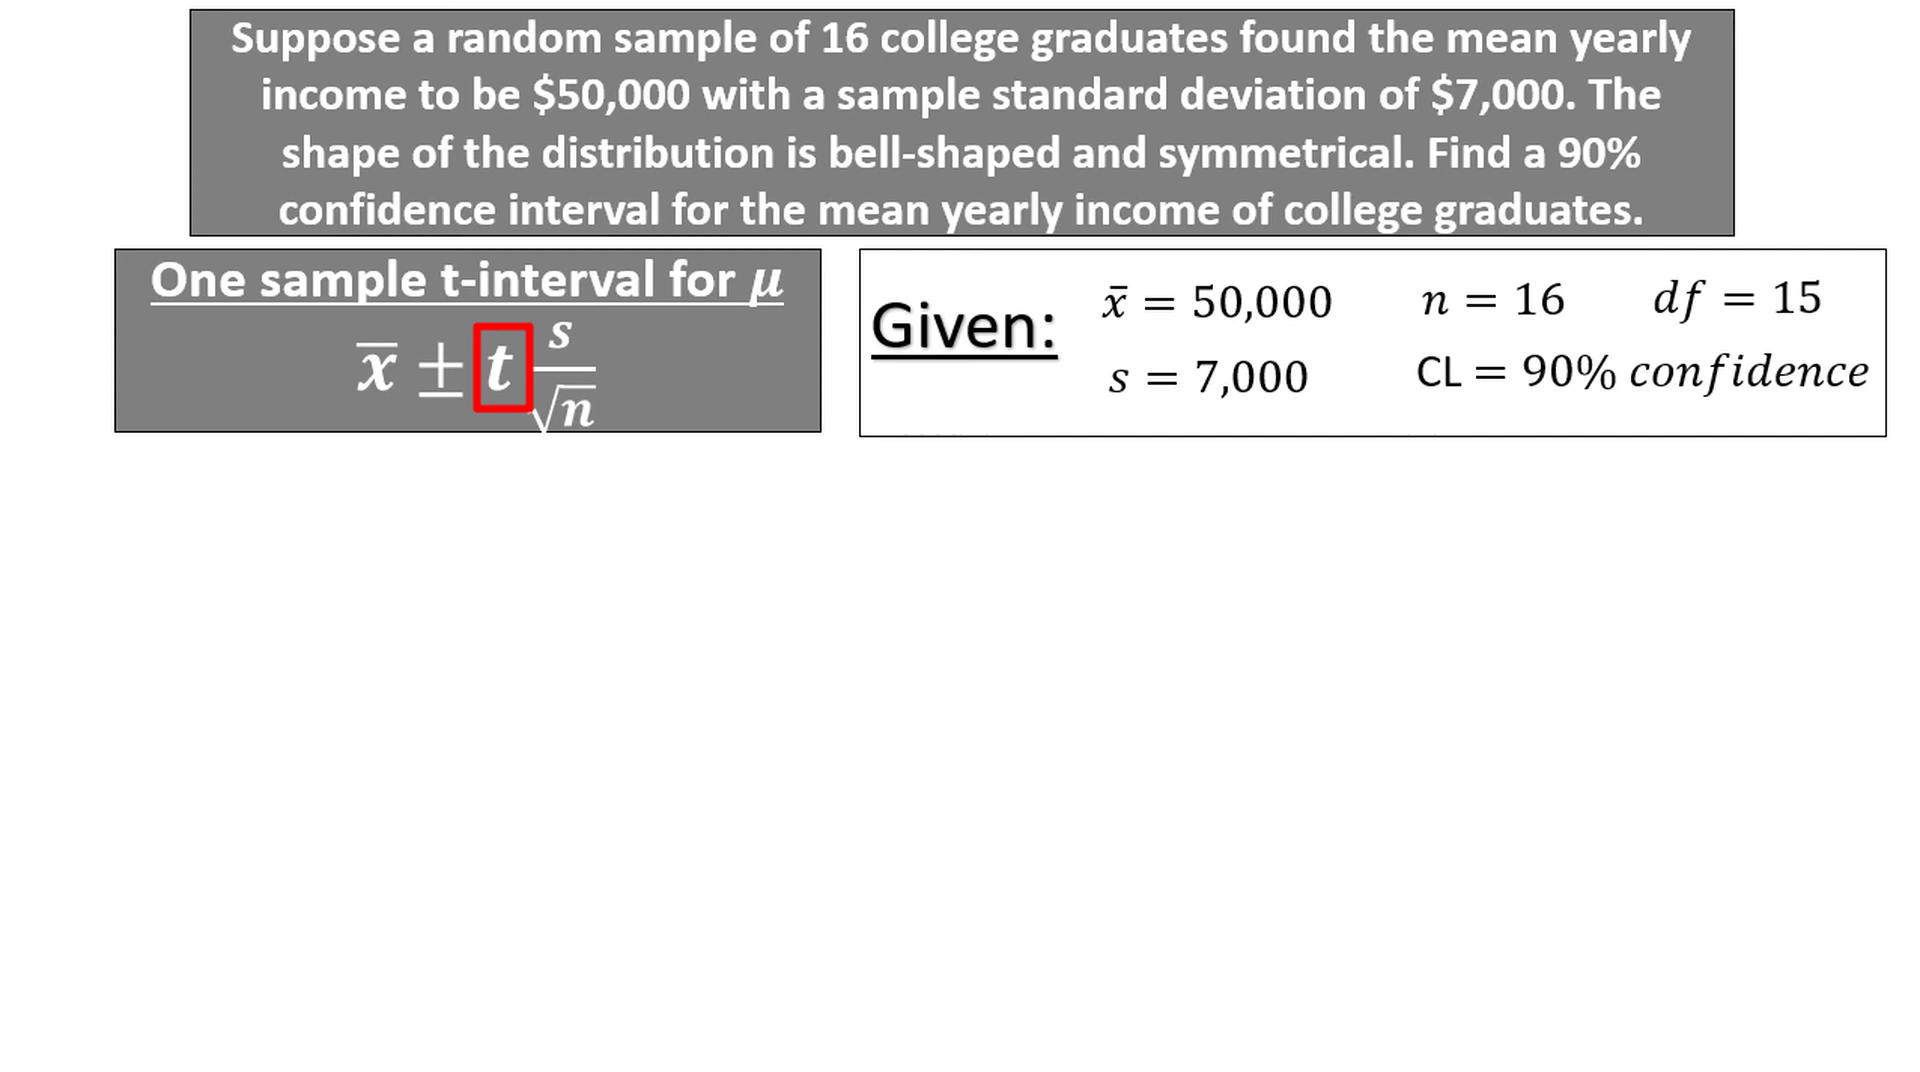 Suppose a random sample of 16 college graduates found the mean yearly
income to be $50,000 with a sample standard deviation of $7,000. The
shape of the distribution is bell-shaped and symmetrical. Find a 90%
confidence interval for the mean yearly income of college graduates.
One sample t-interval for μ
x̅ ± t s/√n
Given:
x̄ = 50,000
n = 16
df = 15
s = 7,000
CL = 90% confidence